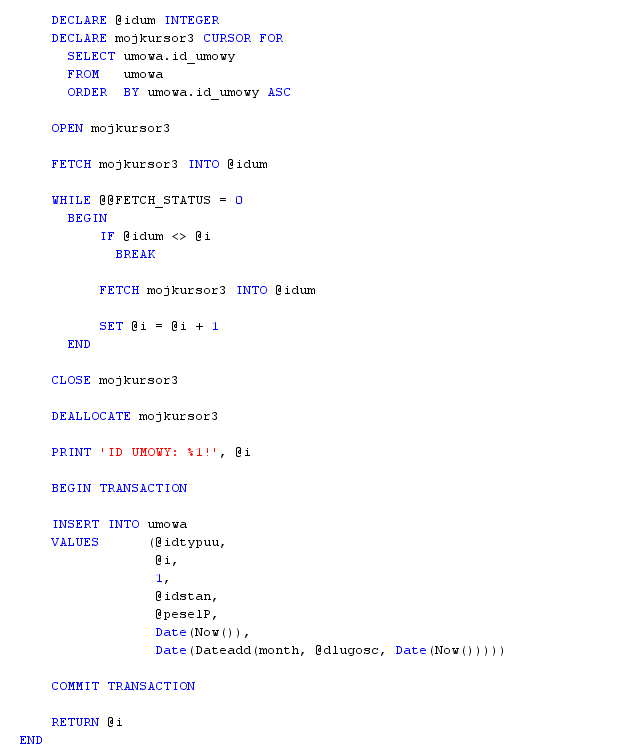 DECLARE @idum INTEGER
DECLARE mojkursor3 CURSOR FOR
SELECT umowa.id_umowy
FROM umowa
ORDER BY umowa.id_umowy ASC
OPEN mojkursor3
FETCH mojkursor3 INTO @idum
WHILE @@FETCH_STATUS = 0
BEGIN
IF @idum <> @i
BREAK
FETCH mojkursor3 INTO @idum
SET @i = @i + 1
END
CLOSE mojkursor3
DEALLOCATE mojkursor3
PRINT 'ID UMOWY: %1!', @i
BEGIN TRANSACTION
INSERT INTO umowa
VALUES (@idtypuu,
@i,
1,
@idstan,
@peselP,
Date(Now()),
Date(Dateadd(month, @dlugosc, Date(Now()))))
COMMIT TRANSACTION
RETURN @i
END